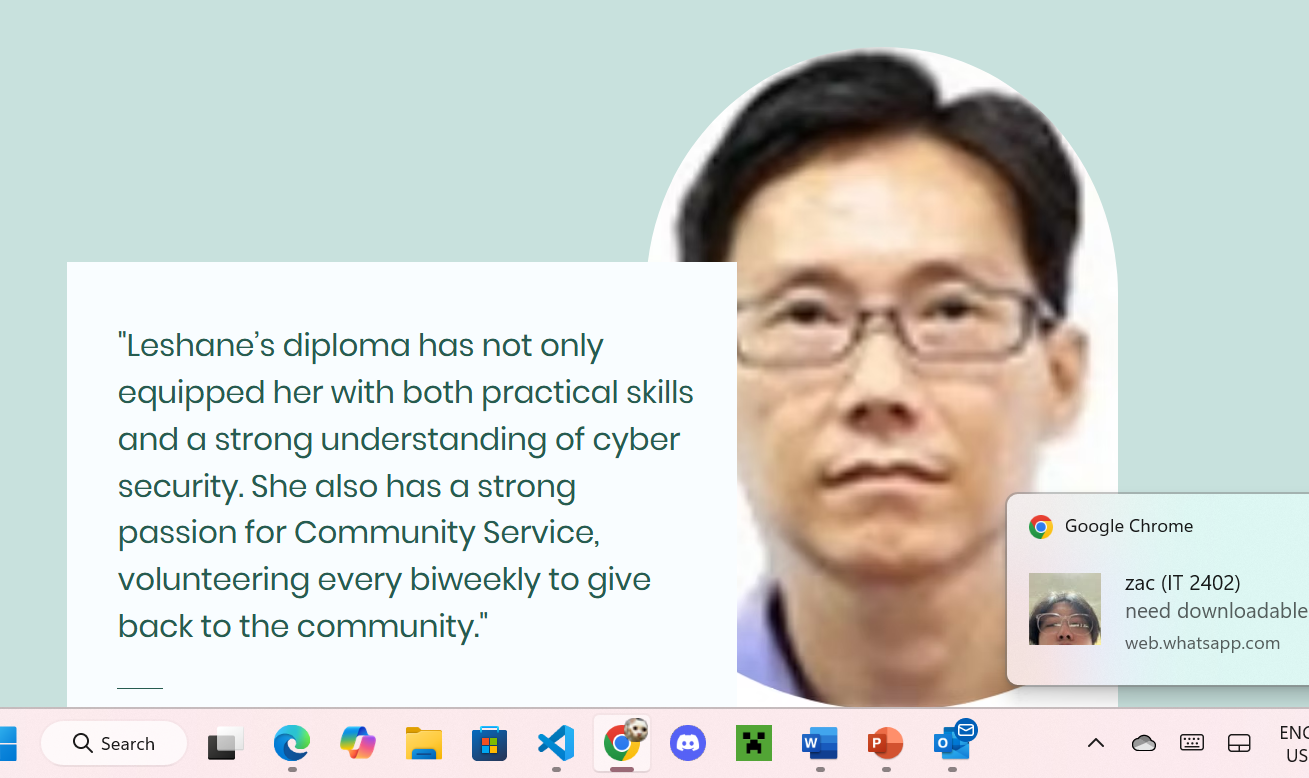 "Leshane’s diploma has not only
equipped her with both practical skills
and a strong understanding of cyber
security. She also has a strong
passion for Community Service,
volunteering every biweekly to give
back to the community."
Google Chrome
zac (IT 2402)
need downloadable
web.whatsapp.com
Search
W
P
O
ENG
US